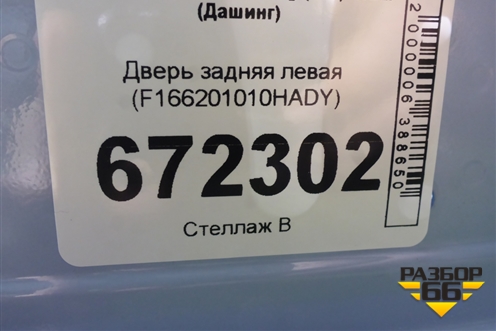 (Дашинг)
Дверь задняя левая
(F166201010HADY)
672302
Стеллаж В
2000006388650
РАЗБОР
66